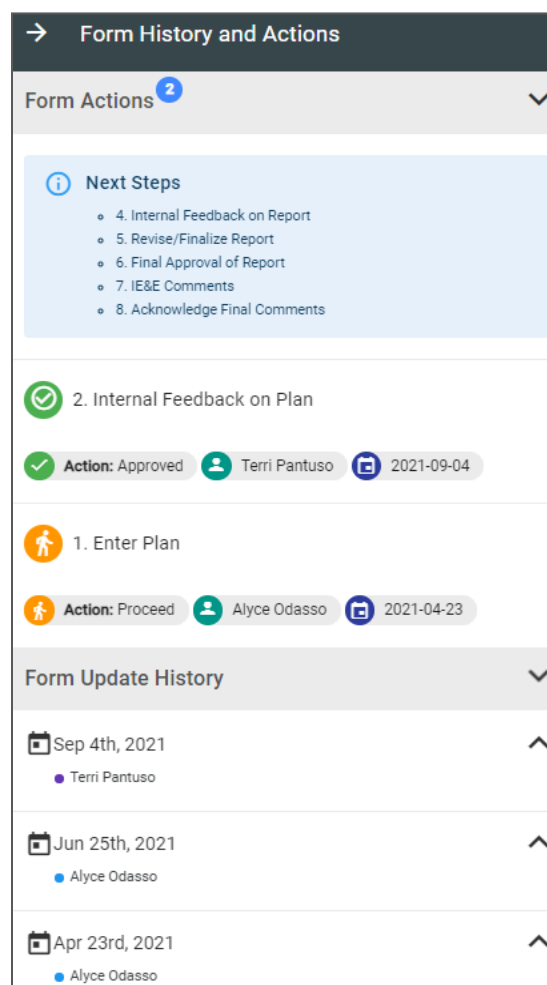 Form History and Actions
Form Actions 2
Next Steps
4. Internal Feedback on Report
5. Revise/Finalize Report
6. Final Approval of Report
7. IE&E Comments
8. Acknowledge Final Comments
2. Internal Feedback on Plan
Action: Approved Terri Pantuso 2021-09-04
1. Enter Plan
Action: Proceed Alyce Odasso 2021-04-23
Form Update History
Sep 4th, 2021
Terri Pantuso
Jun 25th, 2021
Alyce Odasso
Apr 23rd, 2021
Alyce Odasso